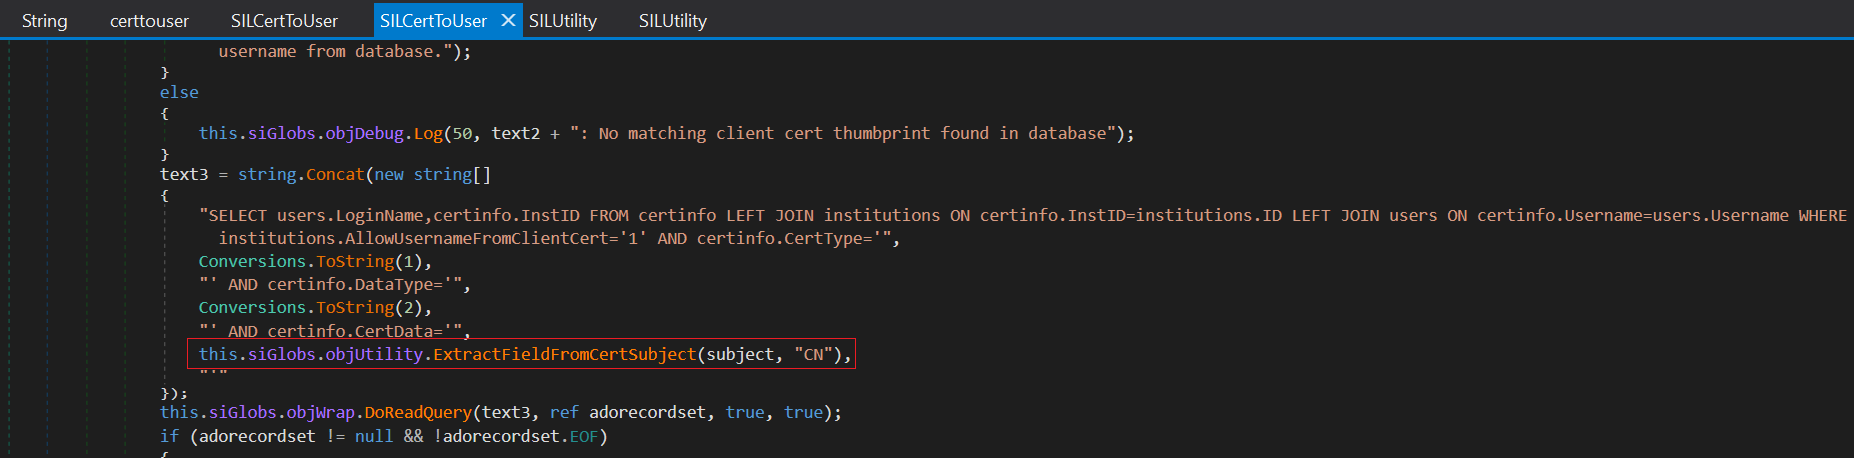 String certtouser SILCertToUser SILCertToUser ✕ SILUtility SILUtility
username from database.");
}
else
{
this.siGlobs.objDebug.Log(50, text2 + ": No matching client cert thumbprint found in database");
}
text3 = string.Concat(new string[]
{
"SELECT users.LoginName,certinfo.InstID FROM certinfo LEFT JOIN institutions ON certinfo.InstID=institutions.ID LEFT JOIN users ON certinfo.Username=users.Username WHERE
institutions.AllowUsernameFromClientCert='1' AND certinfo.CertType='",
Conversions.ToString(1),
"' AND certinfo.DataType='",
Conversions.ToString(2),
"' AND certinfo.CertData='",
this.siGlobs.objUtility.ExtractFieldFromCertSubject(subject, "CN"),
"'"
});
this.siGlobs.objWrap.DoReadQuery(text3, ref adorecordset, true, true);
if (adorecordset != null && !adorecordset.EOF)
{